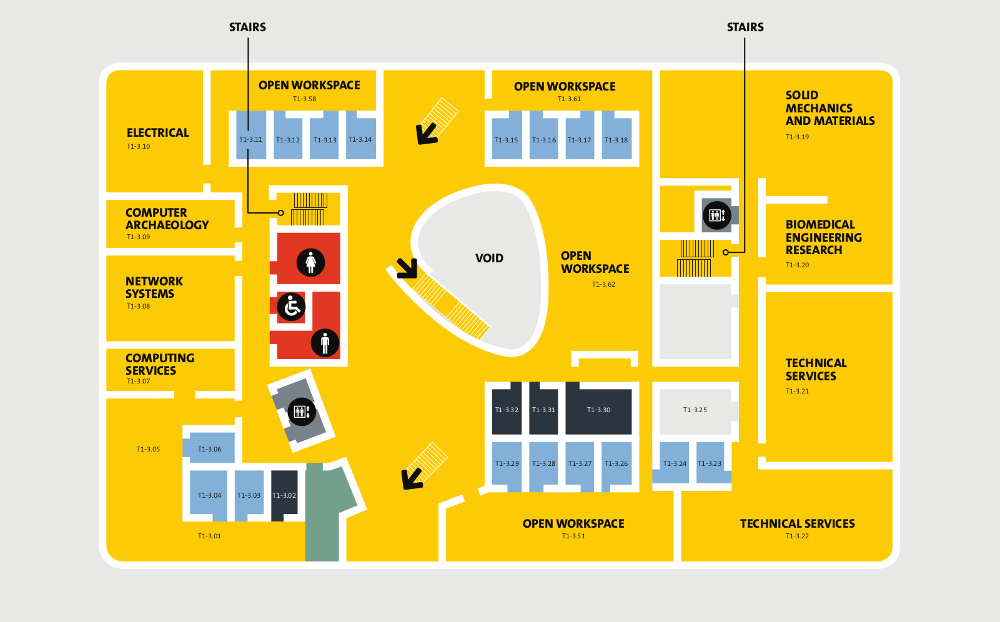 STAIRS
STAIRS
OPEN WORKSPACE
T1-3.58
OPEN WORKSPACE
T1-3.61
SOLID
MECHANICS
AND MATERIALS
T1-3.19
ELECTRICAL
T1-3.10
T1-3.11
T1-3.12
T1-3.13
T1-3.14
T1-3.15
T1-3.16
T1-3.17
T1-3.18
COMPUTER
ARCHAEOLOGY
T1-3.09
BIOMEDICAL
ENGINEERING
RESEARCH
T1-3.20
VOID
OPEN
WORKSPACE
T1-3.62
NETWORK
SYSTEMS
T1-3.08
COMPUTING
SERVICES
T1-3.07
TECHNICAL
SERVICES
T1-3.21
T1-3.32
T1-3.31
T1-3.30
T1-3.25
T1-3.05
T1-3.06
T1-3.29
T1-3.28
T1-3.27
T1-3.26
T1-3.24
T1-3.23
T1-3.04
T1-3.03
T1-3.02
T1-3.01
OPEN WORKSPACE
T1-3.51
TECHNICAL SERVICES
T1-3.22